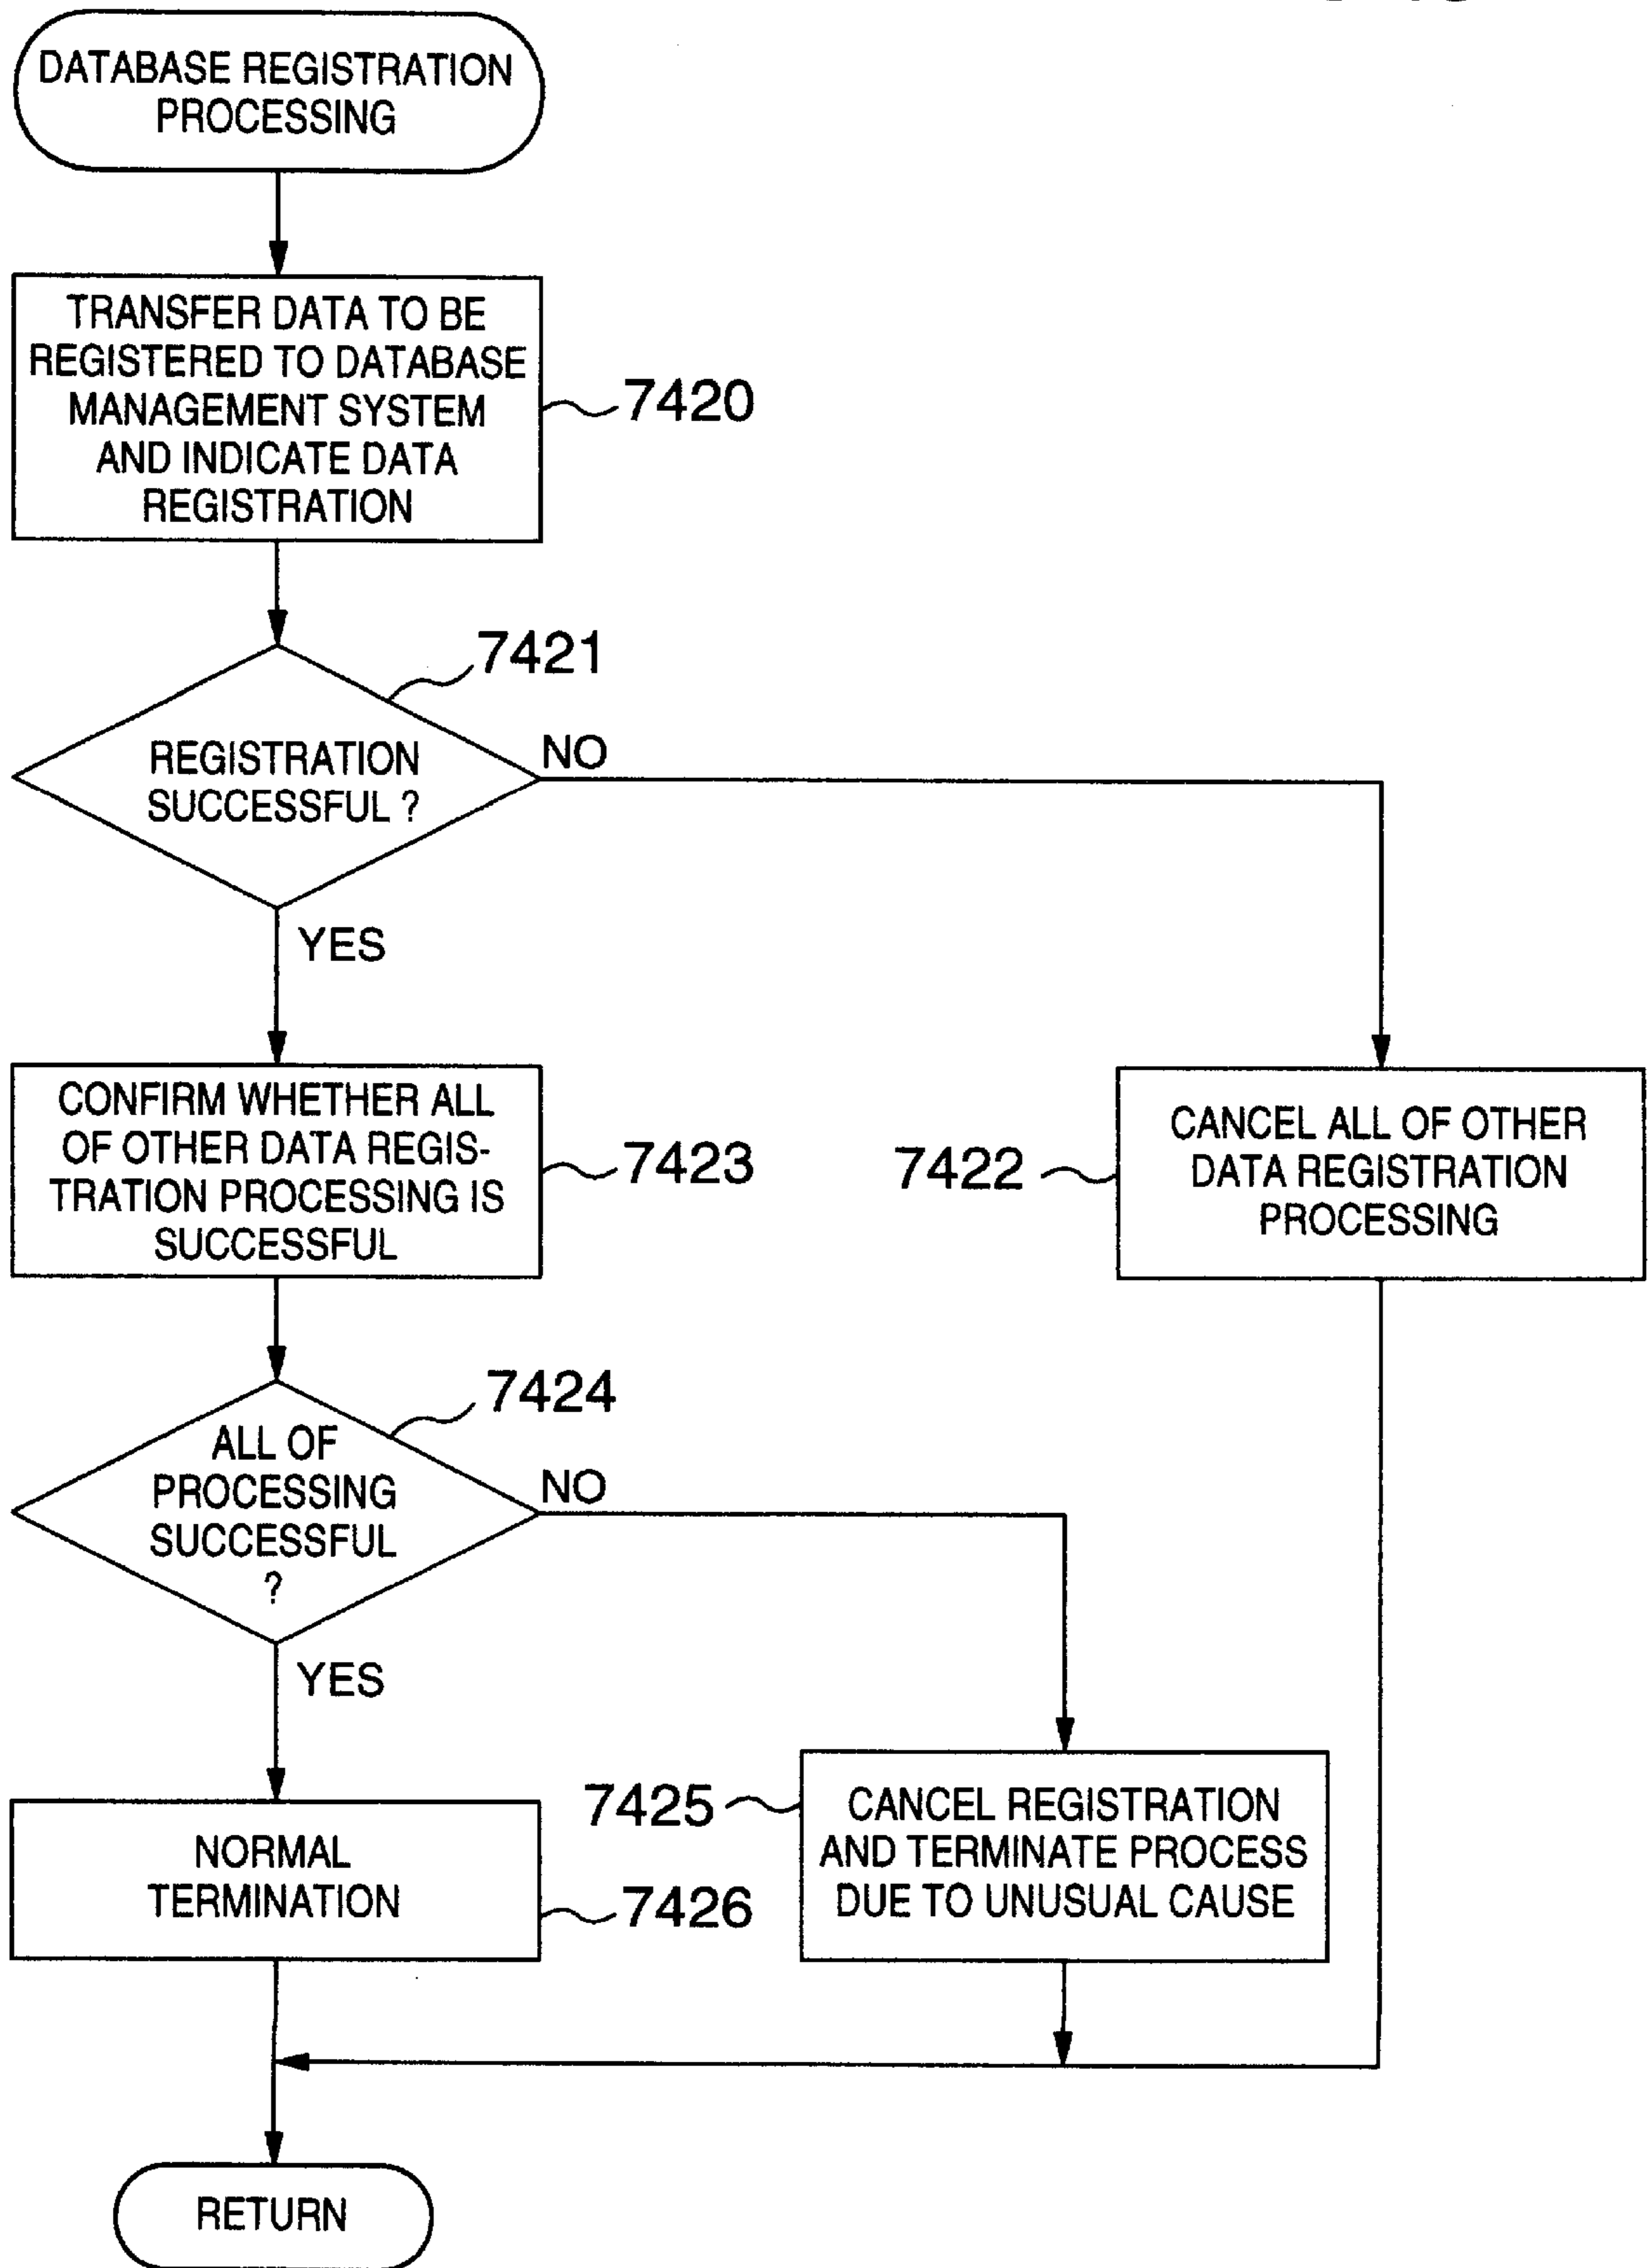 DATABASE REGISTRATION
PROCESSING
TRANSFER DATA TO BE
REGISTERED TO DATABASE
MANAGEMENT SYSTEM
AND INDICATE DATA
REGISTRATION
7420
7421
REGISTRATION
SUCCESSFUL ?
NO
YES
CONFIRM WHETHER ALL
OF OTHER DATA REGIS-
TRATION PROCESSING IS
SUCCESSFUL
7423
7422
CANCEL ALL OF OTHER
DATA REGISTRATION
PROCESSING
7424
ALL OF
PROCESSING
SUCCESSFUL
?
NO
YES
7425
CANCEL REGISTRATION
AND TERMINATE PROCESS
DUE TO UNUSUAL CAUSE
NORMAL
TERMINATION
7426
RETURN